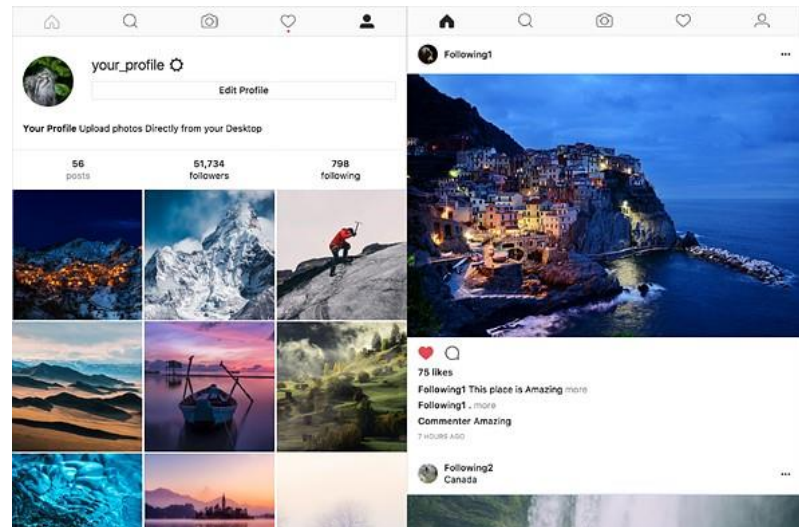 your_profile
Edit Profile
Your Profile Upload photos Directly from your Desktop
56
posts
51,734
followers
798
following
Following1
75 likes
Following1 This place is Amazing more
Following1 . more
Commenter Amazing
7 HOURS AGO
Following2
Canada